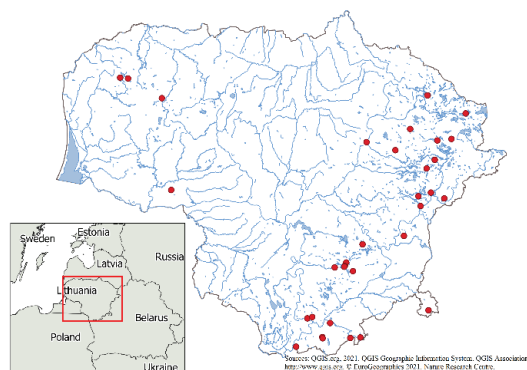 Sweden
Estonia
Latvia
Russia
Lithuania
Belarus
Poland
Ukraine
Sources: QGIS.org, 2021. QGIS Geographic Information System. QGIS Association
http://www.qgis.org. © EuroGeographics 2021. Nature Research Centre.